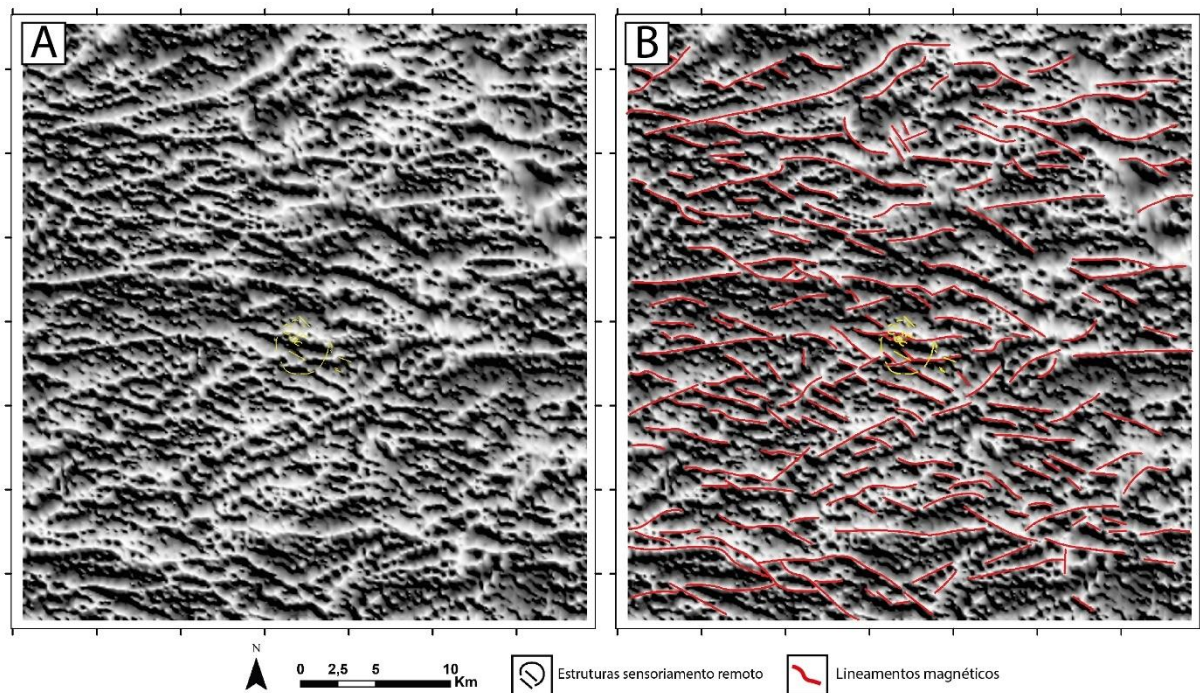 A
B
N
0 2,5 5 10
Km
Estruturas sensoriamento remoto
Lineamentos magnéticos